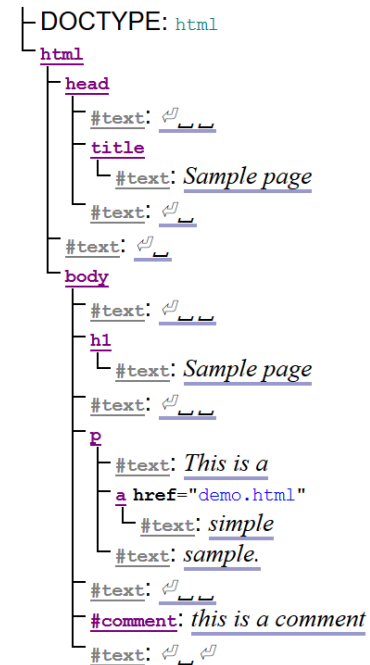 DOCTYPE: html
html
head
#text: ⏎␣␣
title
#text: Sample page
#text: ⏎␣
#text: ⏎␣
body
#text: ⏎␣␣
h1
#text: Sample page
#text: ⏎␣␣
p
#text: This is a
a href="demo.html"
#text: simple
#text: sample.
#text: ⏎␣␣
#comment: this is a comment
#text: ⏎␣⏎